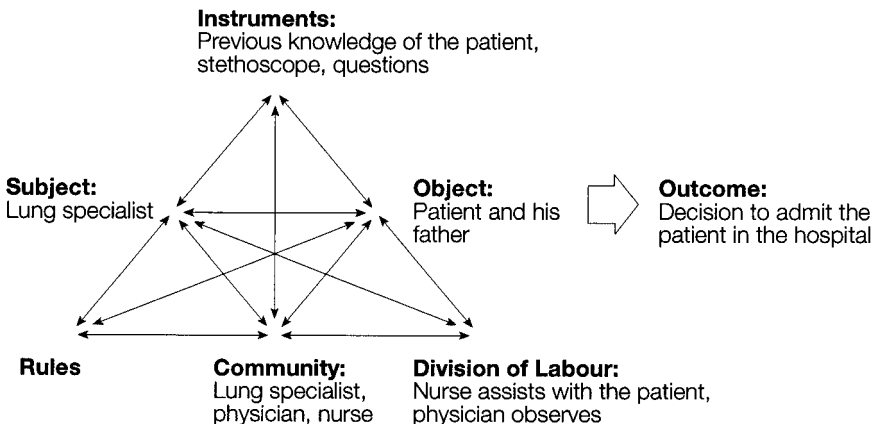 Instruments:
Previous knowledge of the patient,
stethoscope, questions
Subject:
Lung specialist
Object:
Patient and his
father
Outcome:
Decision to admit the
patient in the hospital
Rules
Community:
Lung specialist,
physician, nurse
Division of Labour:
Nurse assists with the patient,
physician observes